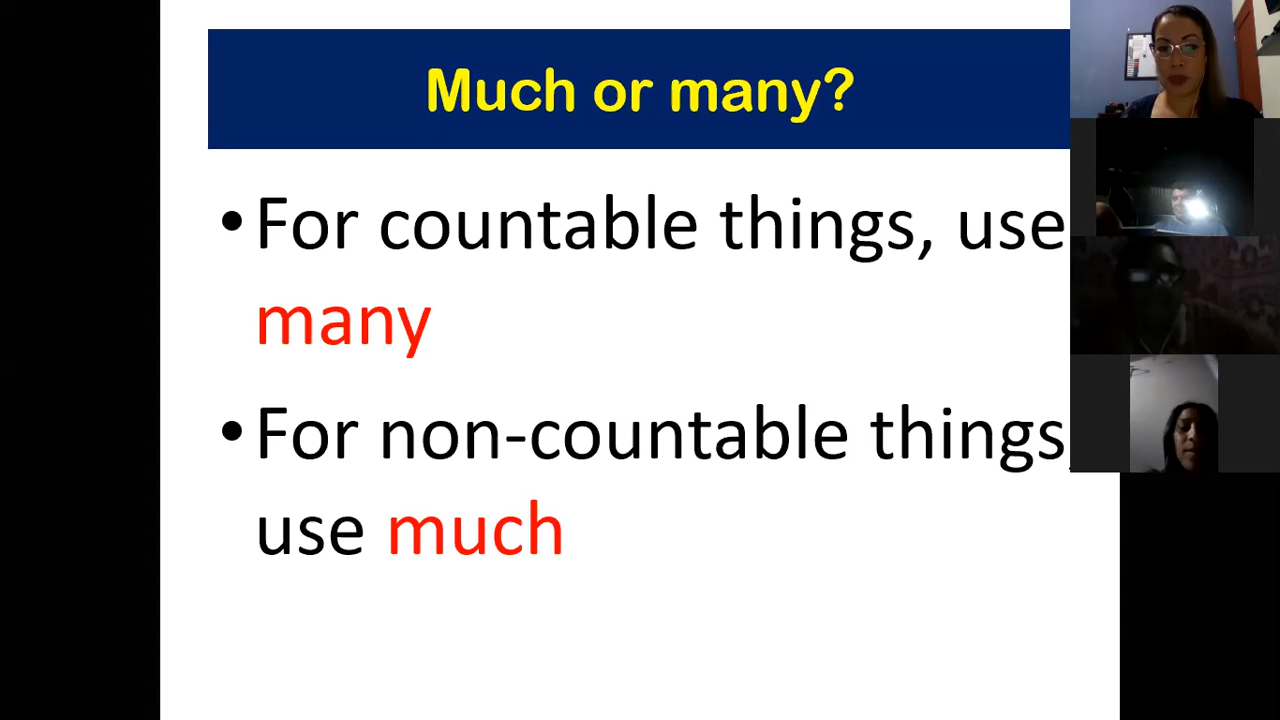 Much or many?
•For countable things, use
many
•For non-countable things,
use much